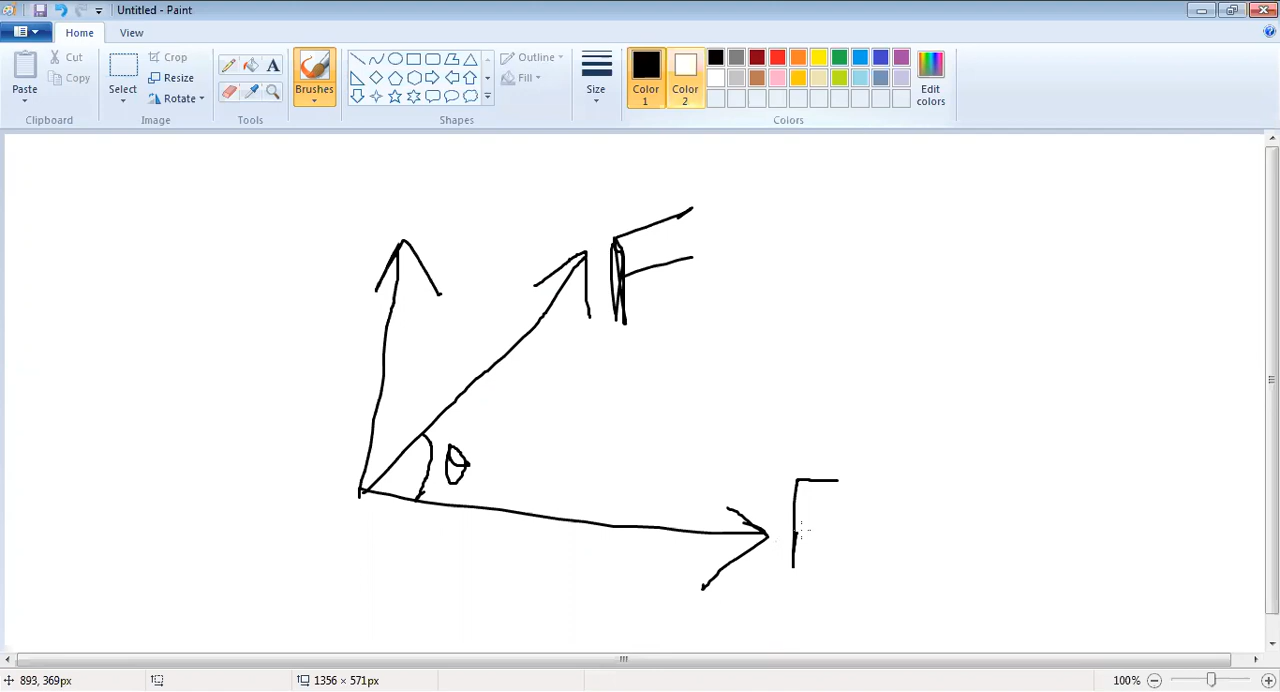 Untitled - Paint
Home View
Paste
Cut
Copy
Clipboard
Select
Crop
Resize
Rotate
Image
A
Tools
Brushes
Outline
Fill
Shapes
Size
Color 1
Color 2
Edit colors
Colors
F
θ
893, 369px
1356 × 571px
100%